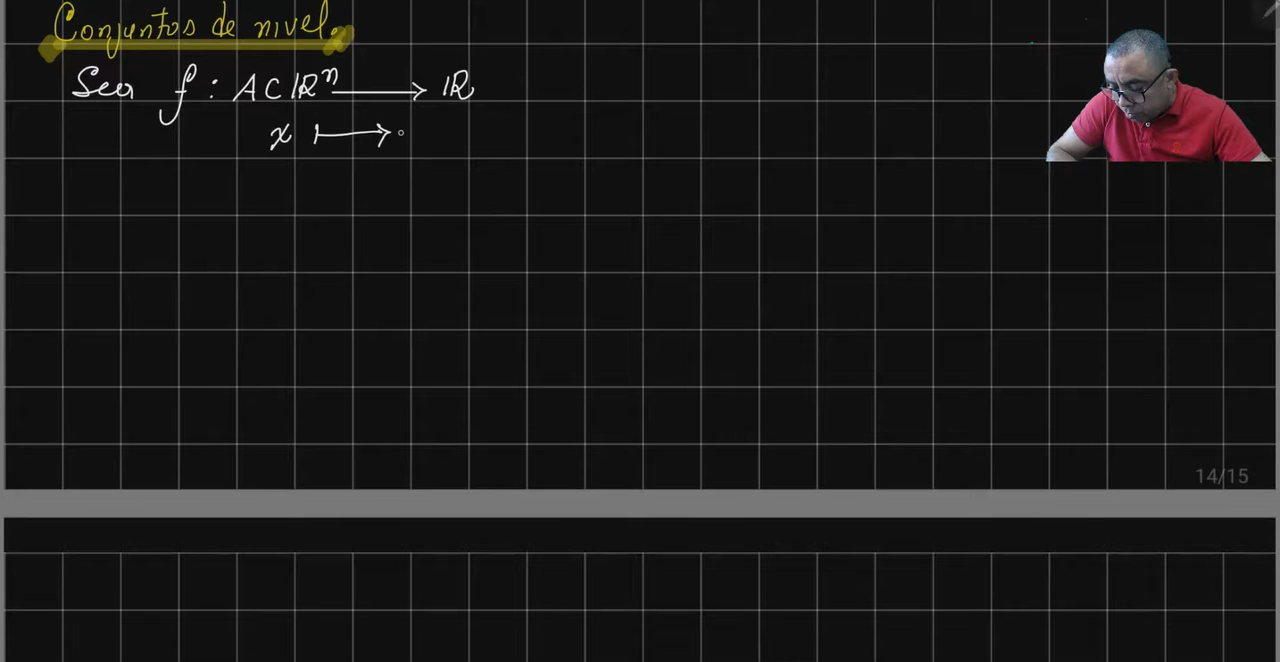 Conjuntos de nivel.
Sea f : A ⊂ ℝⁿ ⟶ ℝ
x ⟼
14/15